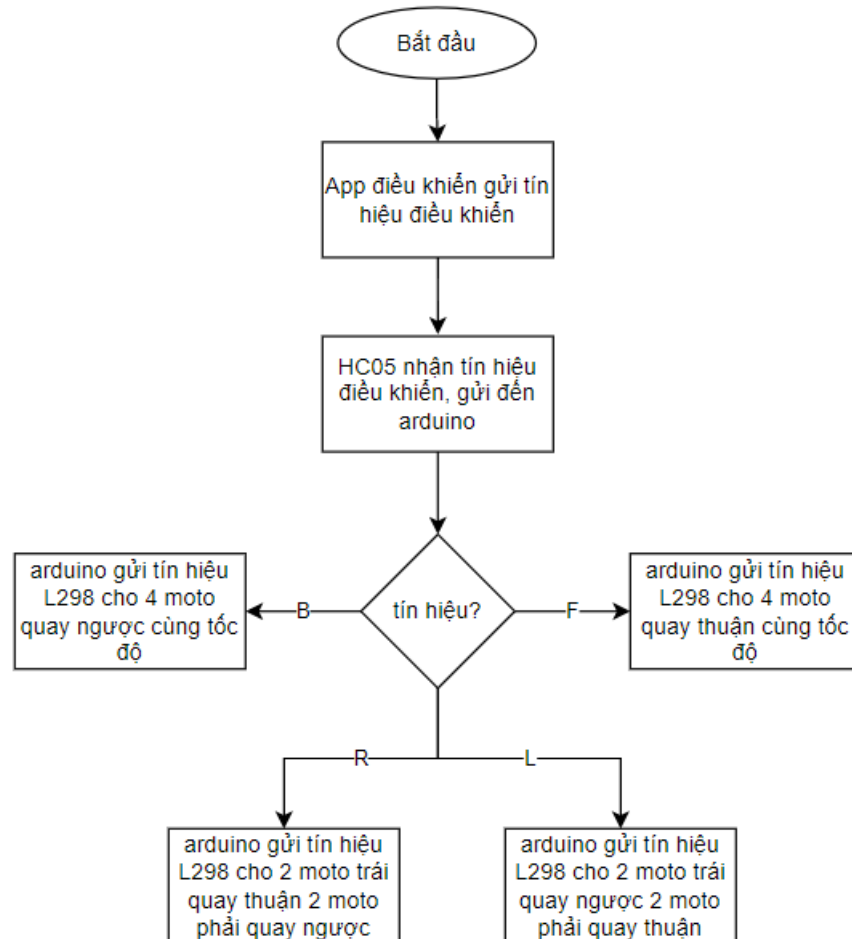 Bắt đầu
App điều khiển gửi tín
hiệu điều khiển
HC05 nhận tín hiệu
điều khiển, gửi đến
arduino
arduino gửi tín hiệu
L298 cho 4 moto
quay ngược cùng tốc
độ
B
tín hiệu?
F
arduino gửi tín hiệu
L298 cho 4 moto
quay thuận cùng tốc
độ
R
L
arduino gửi tín hiệu
L298 cho 2 moto trái
quay thuận 2 moto
phải quay ngược
arduino gửi tín hiệu
L298 cho 2 moto trái
quay ngược 2 moto
phải quay thuận